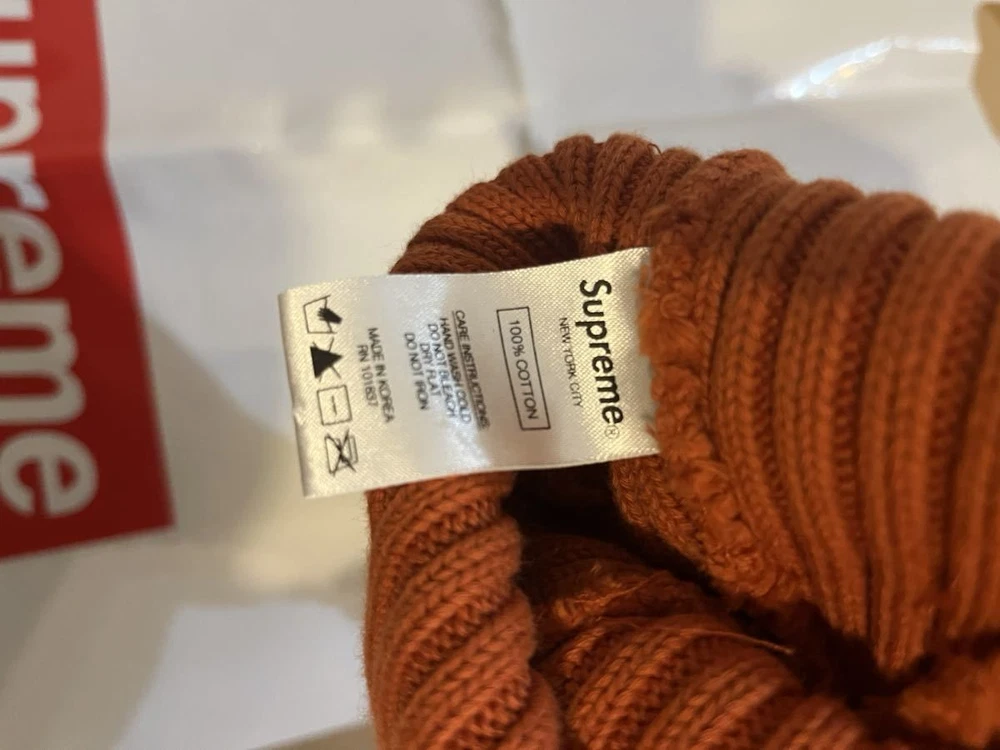 Supreme®
NEW YORK CITY
100% COTTON
CARE INSTRUCTIONS
HAND WASH COLD
DO NOT BLEACH
DRY FLAT
DO NOT IRON
MADE IN KOREA
RN 101837
upreme